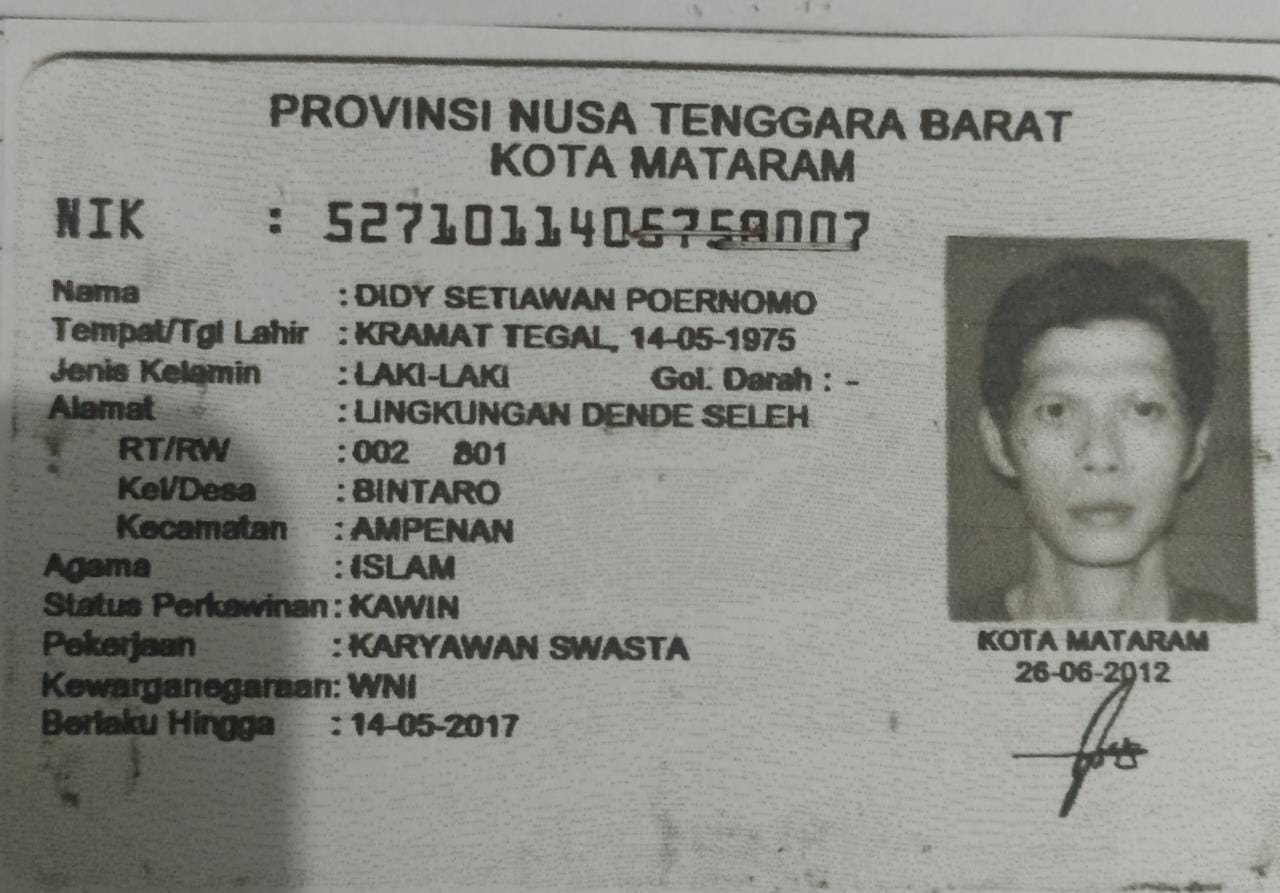 PROVINSI NUSA TENGGARA BARAT
KOTA MATARAM
NIK : 5271011405750007
Nama : DIDY SETIAWAN POERNOMO
Tempat/Tgl Lahir : KRAMAT TEGAL, 14-05-1975
Jenis Kelamin : LAKI-LAKI Gol. Darah : -
Alamat : LINGKUNGAN DENDE SELEH
RT/RW : 002 801
Kel/Desa : BINTARO
Kecamatan : AMPENAN
Agama : ISLAM
Status Perkawinan : KAWIN
Pekerjaan : KARYAWAN SWASTA
Kewarganegaraan: WNI
Berlaku Hingga : 14-05-2017
KOTA MATARAM
26-06-2012